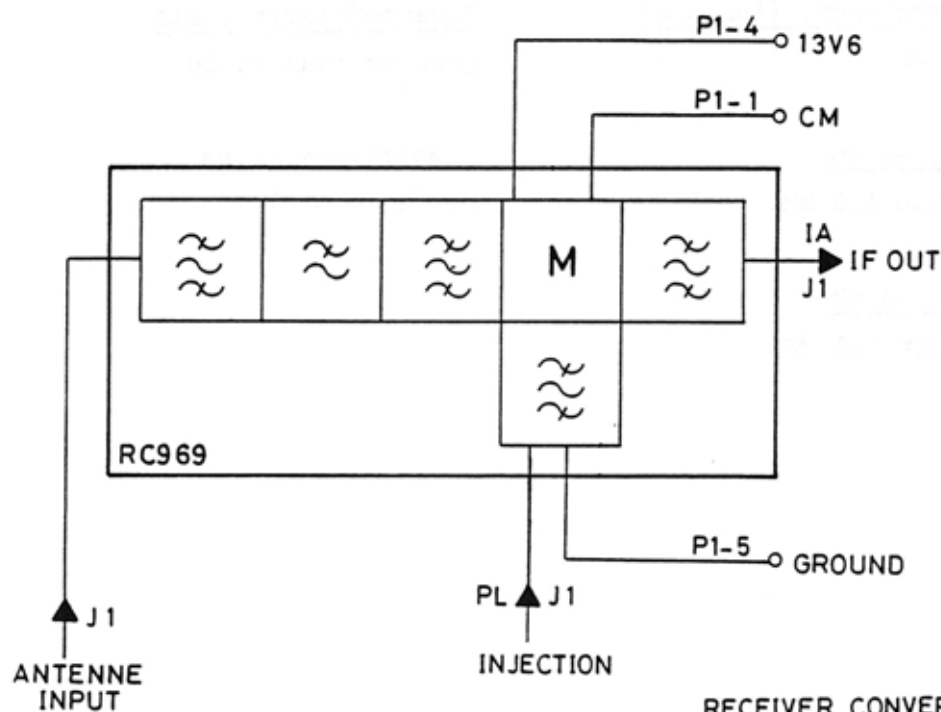 P1-4
13V6
P1-1
CM
M
IA
IF OUT
J1
RC969
P1-5
GROUND
J1
PL
J1
ANTENNE
INPUT
INJECTION
RECEIVER